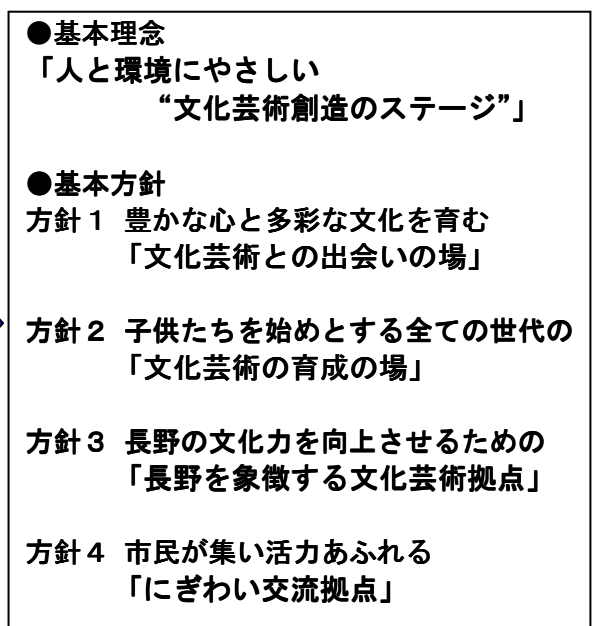 ●基本理念
「人と環境にやさしい
“文化芸術創造のステージ”」
●基本方針
方針１ 豊かな心と多彩な文化を育む
「文化芸術との出会いの場」
方針２ 子供たちを始めとする全ての世代の
「文化芸術の育成の場」
方針３ 長野の文化力を向上させるための
「長野を象徴する文化芸術拠点」
方針４ 市民が集い活力あふれる
「にぎわい交流拠点」